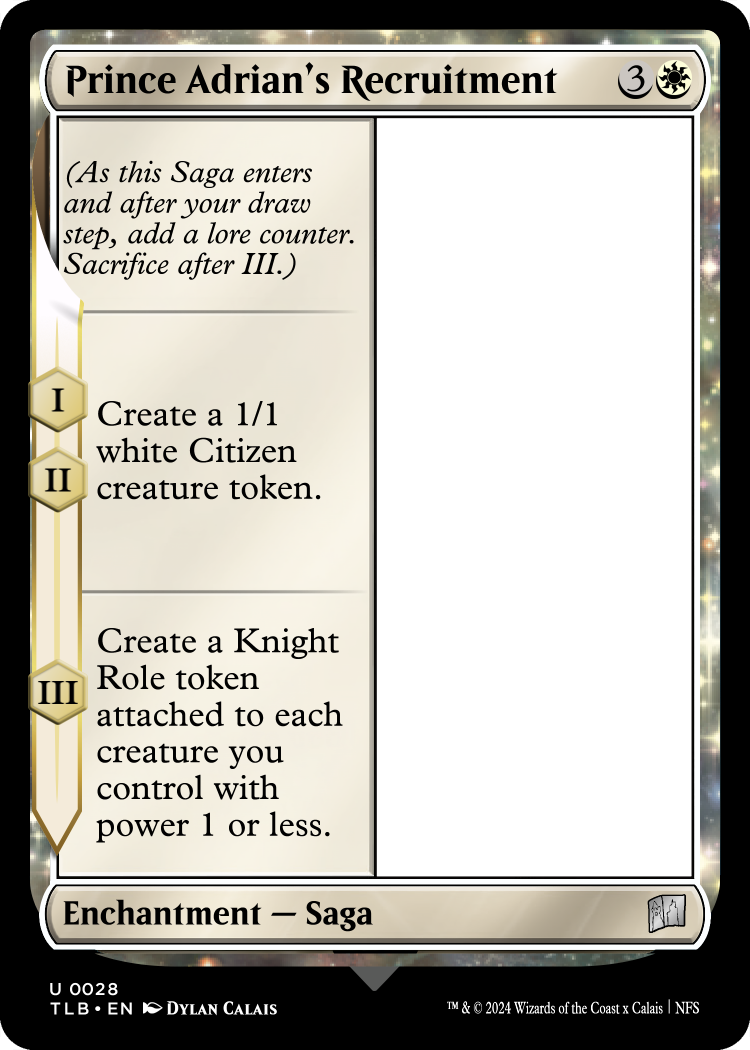 Prince Adrian's Recruitment 3
(As this Saga enters
and after your draw
step, add a lore counter.
Sacrifice after III.)
I
II
Create a 1/1
white Citizen
creature token.
III
Create a Knight
Role token
attached to each
creature you
control with
power 1 or less.
Enchantment — Saga
U 0028
TLB • EN DYLAN CALAIS
™ & © 2024 Wizards of the Coast x Calais | NFS